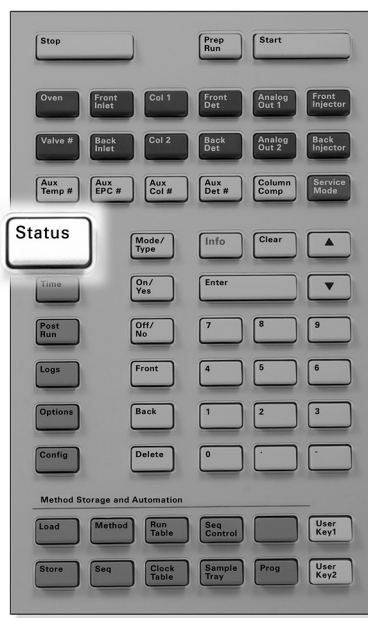 Stop Prep Run Start
Oven Front Inlet Col 1 Front Det Analog Out 1 Front Injector
Valve # Back Inlet Col 2 Back Det Analog Out 2 Back Injector
Aux Temp # Aux EPC # Aux Col # Aux Det # Column Comp Service Mode
Status Mode/ Type Info Clear ▲
Time On/ Yes Enter ▼
Post Run Off/ No 7 8 9
Logs Front 4 5 6
Options Back 1 2 3
Config Delete 0 . -
Method Storage and Automation
Load Method Run Table Seq Control User Key1
Store Seq Clock Table Sample Tray Prog User Key2